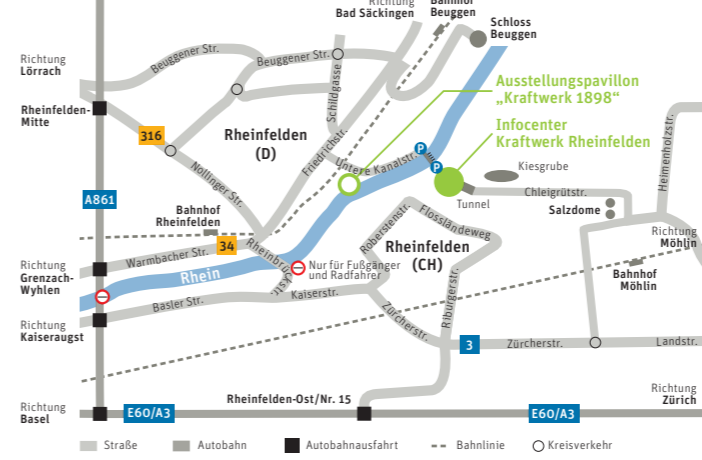 Richtung
Bad Säckingen
Bahnhof
Beuggen
Schloss
Beuggen
Richtung
Lörrach
Beuggener Str.
Beuggener Str.
Schildgasse
Ausstellungspavillon
„Kraftwerk 1898“
Rheinfelden-
Mitte
316
Rheinfelden
(D)
Friedrichstr.
Infocenter
Kraftwerk Rheinfelden
P
P
Untere Kanalstr.
Kiesgrube
Heimenholzstr.
Nollinger Str.
Chleigrütstr.
Tunnel
A861
Salzdome
Bahnhof
Rheinfelden
Roberstenstr.
Flossländeweg
34
Rheinfelden
(CH)
Richtung
Möhlin
Warmbacher Str.
Rheinbrückstr.
Richtung
Grenzach-
Wyhlen
Rhein
Nur für Fußgänger
und Radfahrer
Bahnhof
Möhlin
Basler Str.
Kaiserstr.
Riburgerstr.
Richtung
Kaiseraugst
Zürcherstr.
3
Zürcherstr.
Landstr.
Rheinfelden-Ost/Nr. 15
Richtung
Zürich
Richtung
Basel
E60/A3
E60/A3
Straße
Autobahn
Autobahnausfahrt
Bahnlinie
Kreisverkehr